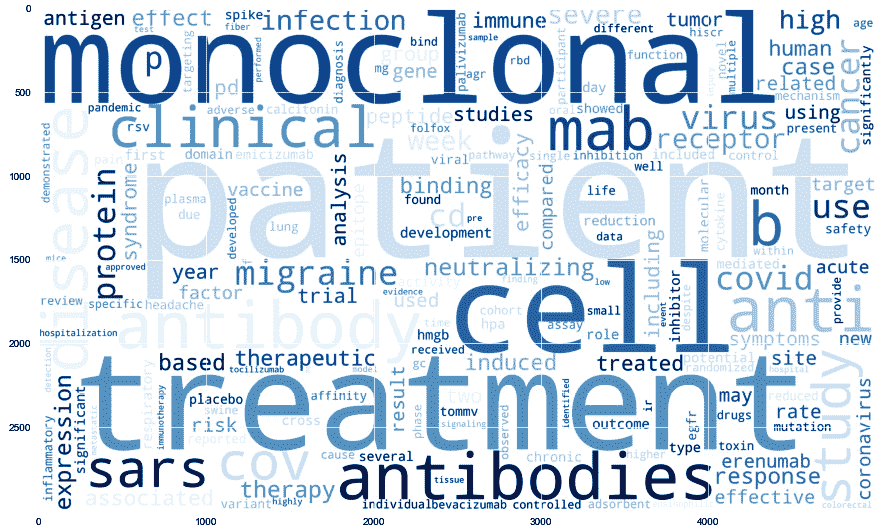 0
antigen effect spike infection immune severe tumor high age
test fiber different hiscr
monoclonal
p targeting performed diagnosis bind group gene mg agr palivizumab sample rbd participant function novel multiple human case related mechanism cancer significantly
pd day
500
pandemic adverse calcitonin peptide studies oral showed virus using
clinical rsv folfox week mab receptor present
disease demonstrated pain first domain emicizumab viral pathway single inhibition included control
patient
1000
protein syndrome plasma due vaccine developed lung analysis epitope binding found cd pre development efficacy compared well life reduction data molecular cytokine month b target use safety
within
1500
mice approved year migraine neutralizing including mediated covid acute
factor trial evidence used finding low
review specific headache cell small event inhibitor despite anti provide
antibody time cohort hpa assay role
hospitalization hmgb symptoms new
2000
received
detection based therapeutic induced treated potential site
tocilizumab model gc randomized hospital
treatment
expression significant metastatic respiratory immunotherapy placebo swine risk affinity cross result phase tommv two signaling observed identified outcome ir egfr may drugs reduced rate mutation study coronavirus
2500
inflammatory reported cause several chronic higher type toxin
sars cov tissue antibodies erenumab
response
associated therapy effective
variant highly individual bevacizumab controlled adsorbent colorectal
3000
0
1000
2000
3000
4000